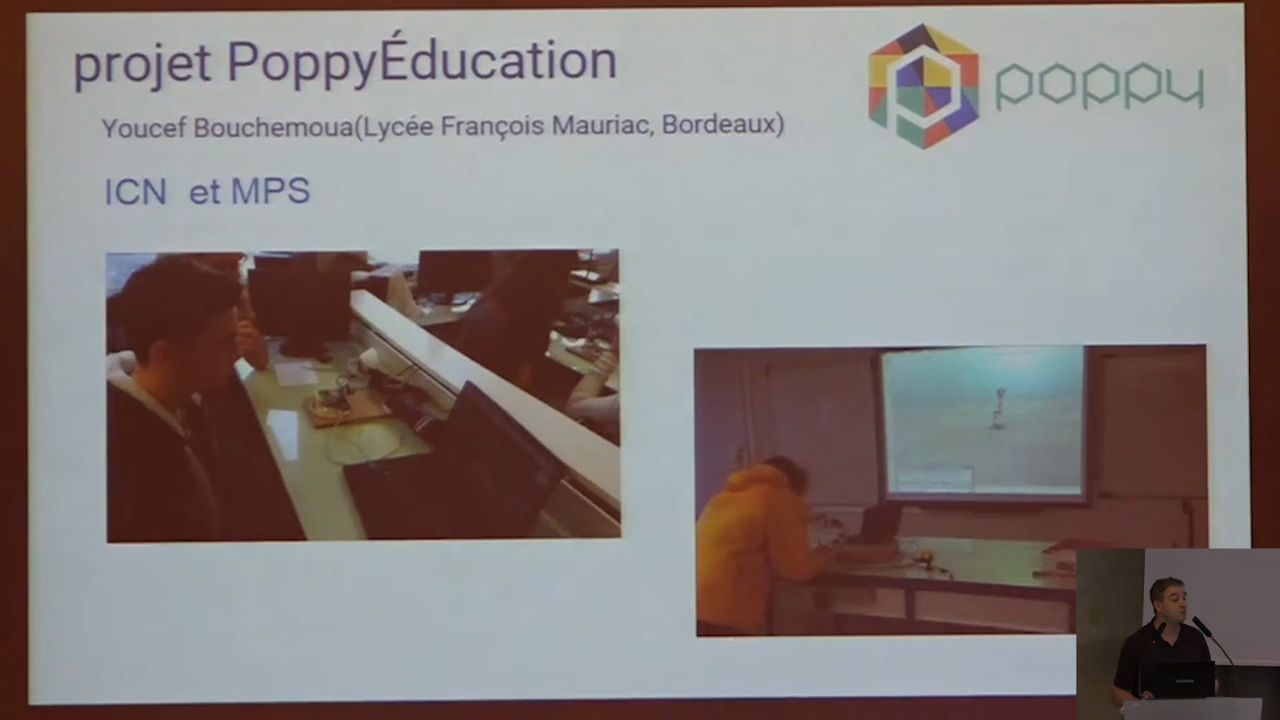 projet PoppyÉducation
poppy
Youcef Bouchemoua(Lycée François Mauriac, Bordeaux)
ICN et MPS